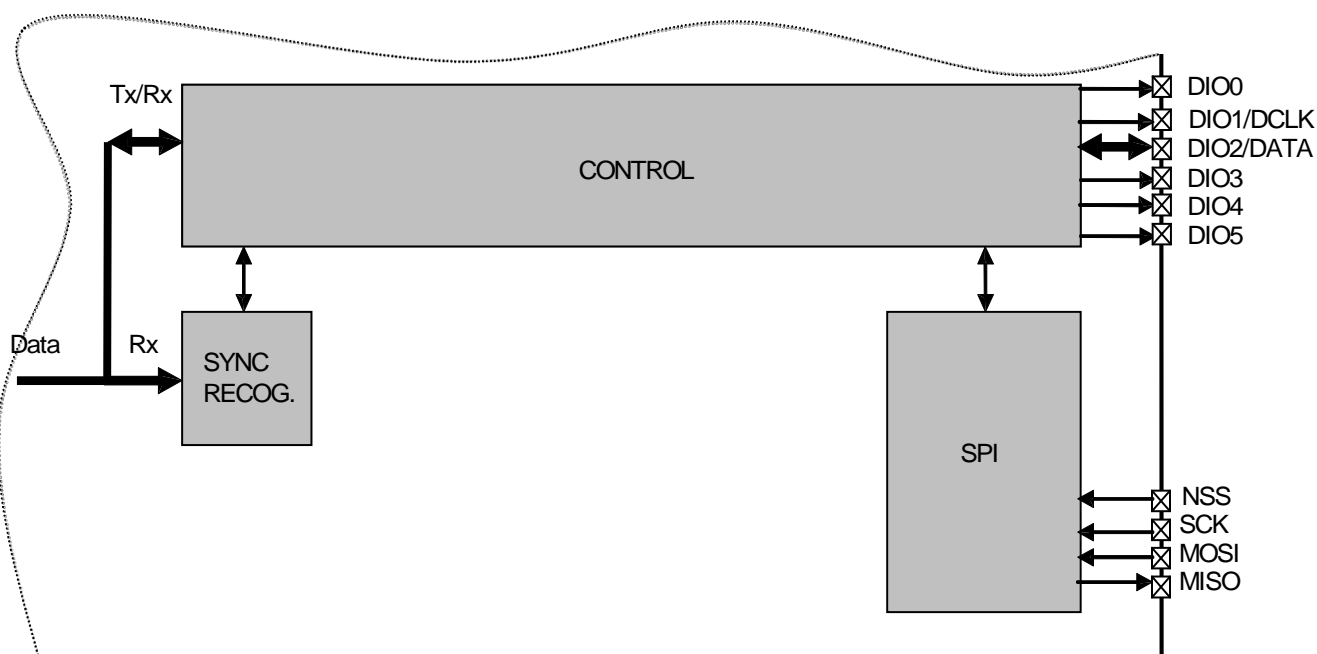 Tx/Rx
CONTROL
DIO0
DIO1/DCLK
DIO2/DATA
DIO3
DIO4
DIO5
Data
Rx
SYNC
RECOG.
SPI
NSS
SCK
MOSI
MISO